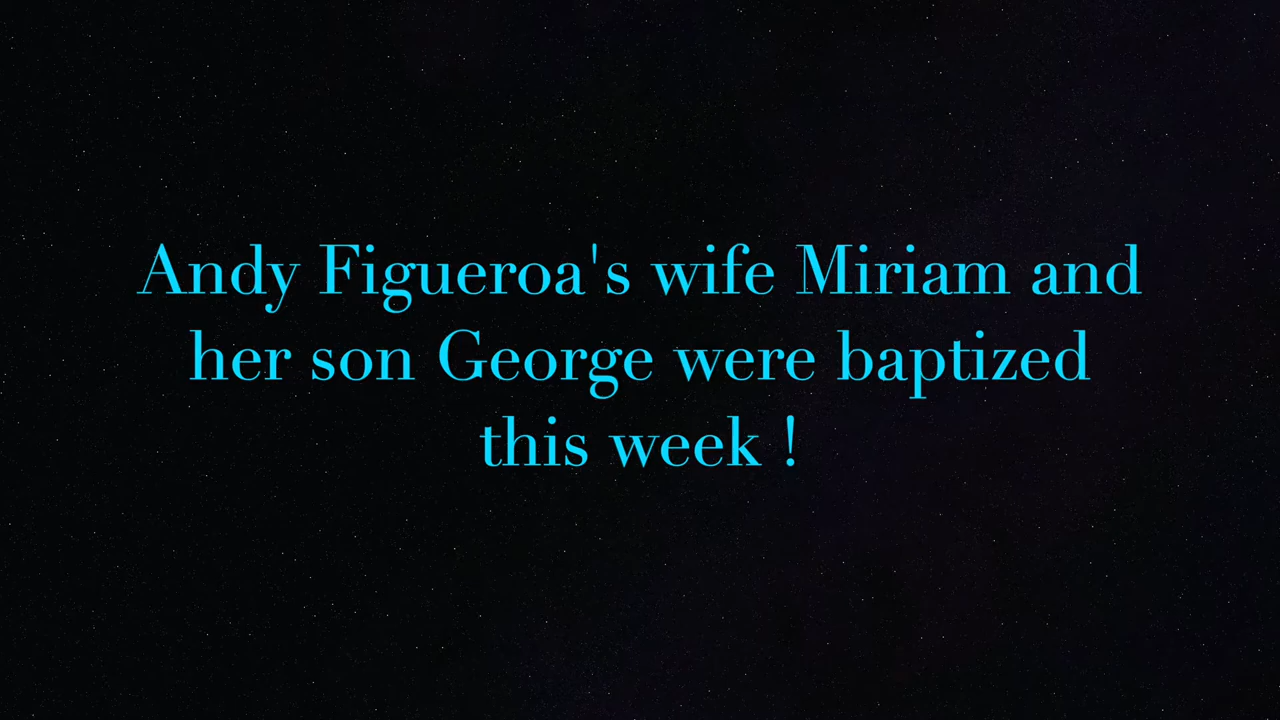 Andy Figueroa's wife Miriam and
her son George were baptized
this week !